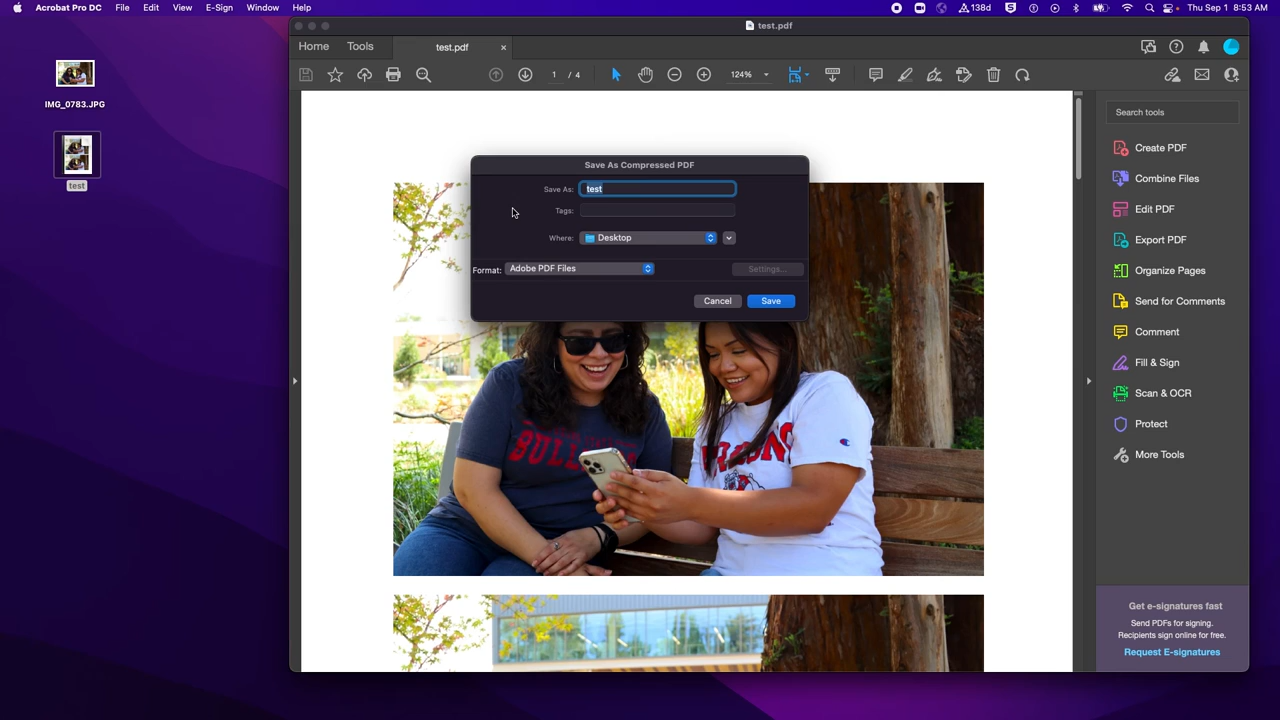 Acrobat Pro DC File Edit View E-Sign Window Help
138d
Thu Sep 1 8:53 AM
test.pdf
Home Tools test.pdf
1 / 4
124%
IMG_0783.JPG
test
Save As Compressed PDF
Save As: test
Tags:
Where: Desktop
Format: Adobe PDF Files
Settings...
Cancel Save
Search tools
Create PDF
Combine Files
Edit PDF
Export PDF
Organize Pages
Send for Comments
Comment
Fill & Sign
Scan & OCR
Protect
More Tools
Get e-signatures fast
Send PDFs for signing.
Recipients sign online for free.
Request E-signatures